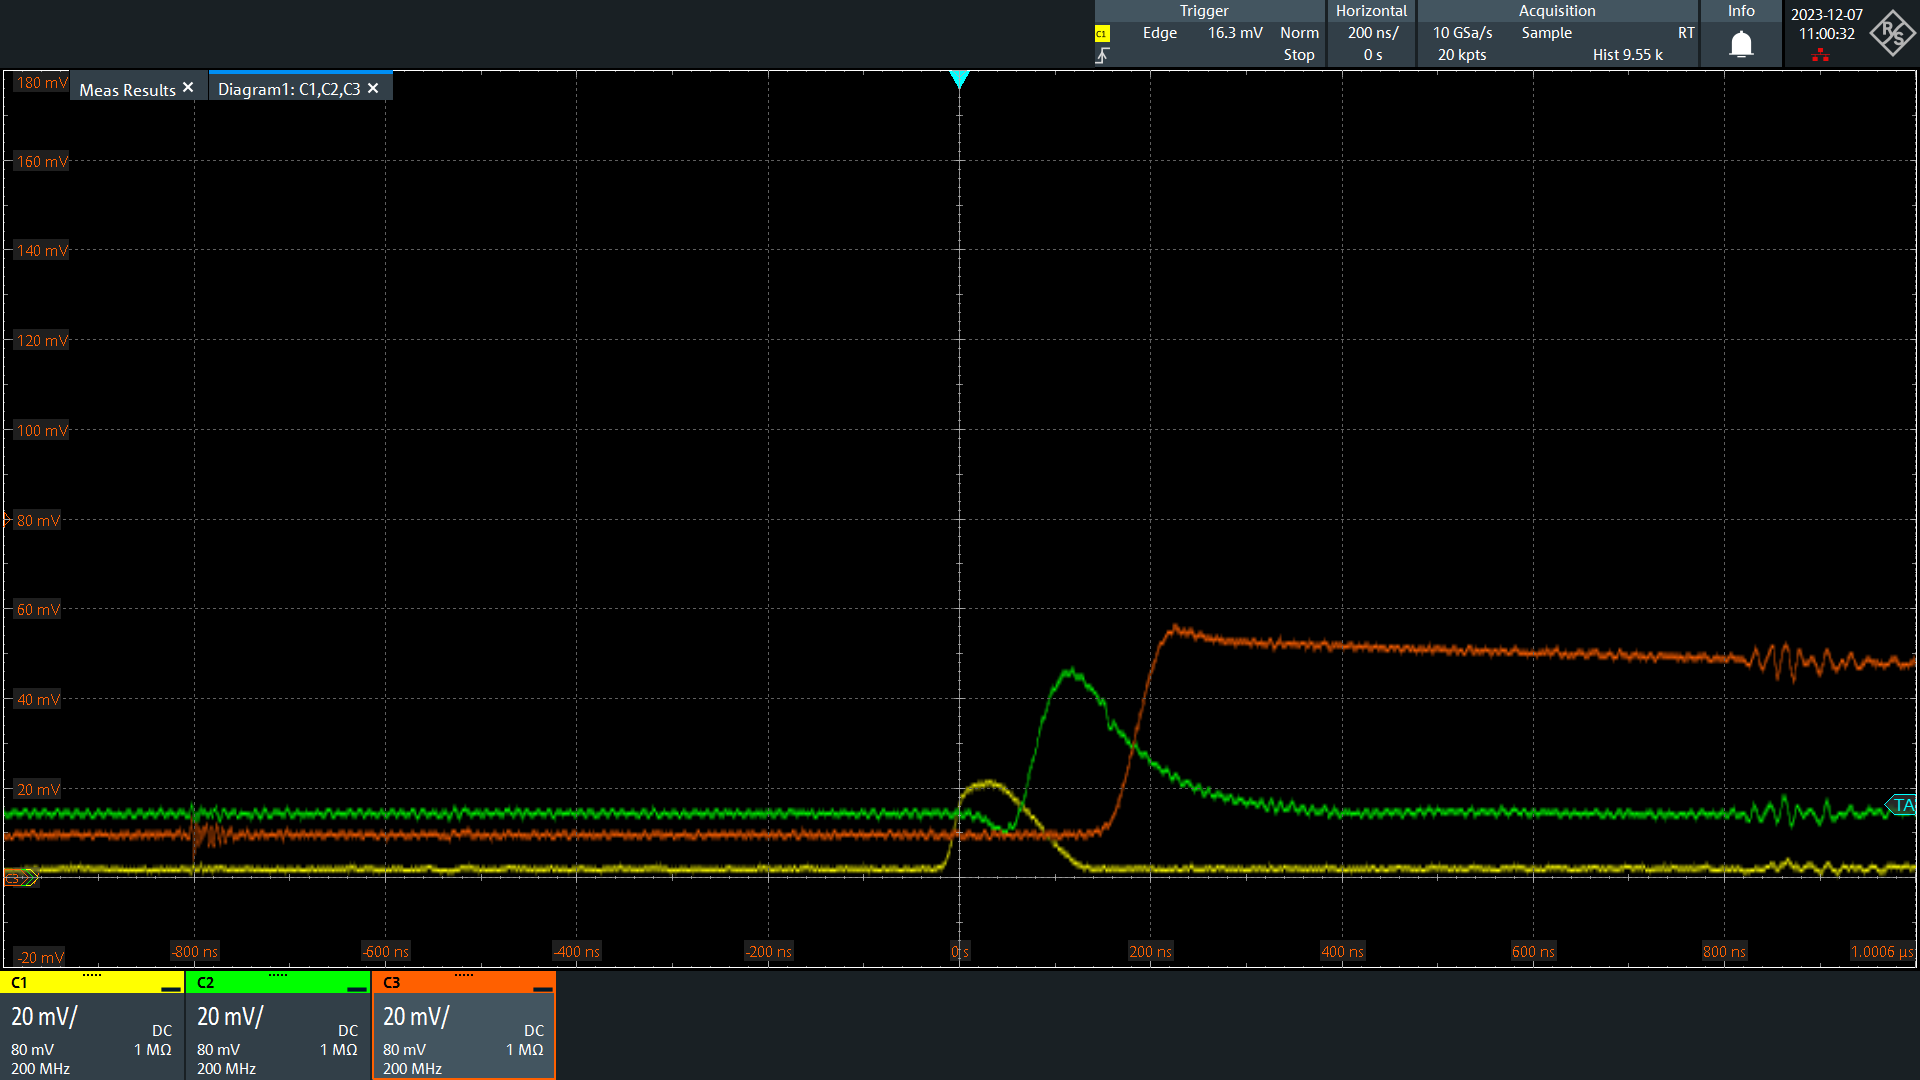 Trigger
C1 Edge 16.3 mV Norm
Stop
Horizontal
200 ns/
0 s
Acquisition
10 GSa/s Sample RT
20 kpts Hist 9.55 k
Info
2023-12-07
11:00:32
R S
Meas Results ✕
Diagram1: C1,C2,C3 ✕
180 mV
160 mV
140 mV
120 mV
100 mV
80 mV
60 mV
40 mV
20 mV
TA
C3
-20 mV
-800 ns -600 ns -400 ns -200 ns 0 s 200 ns 400 ns 600 ns 800 ns 1.0006 µs
C1
20 mV/
DC
80 mV 1 MΩ
200 MHz
C2
20 mV/
DC
80 mV 1 MΩ
200 MHz
C3
20 mV/
DC
80 mV 1 MΩ
200 MHz